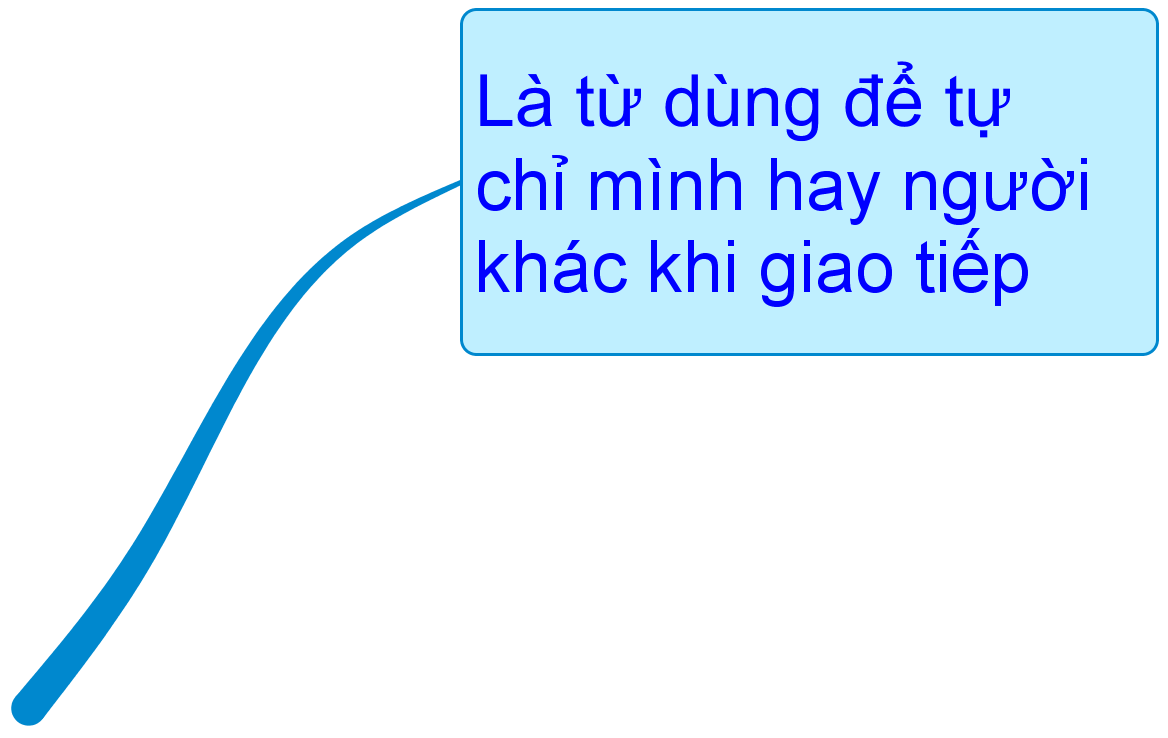 Là từ dùng để tự
chỉ mình hay người
khác khi giao tiếp